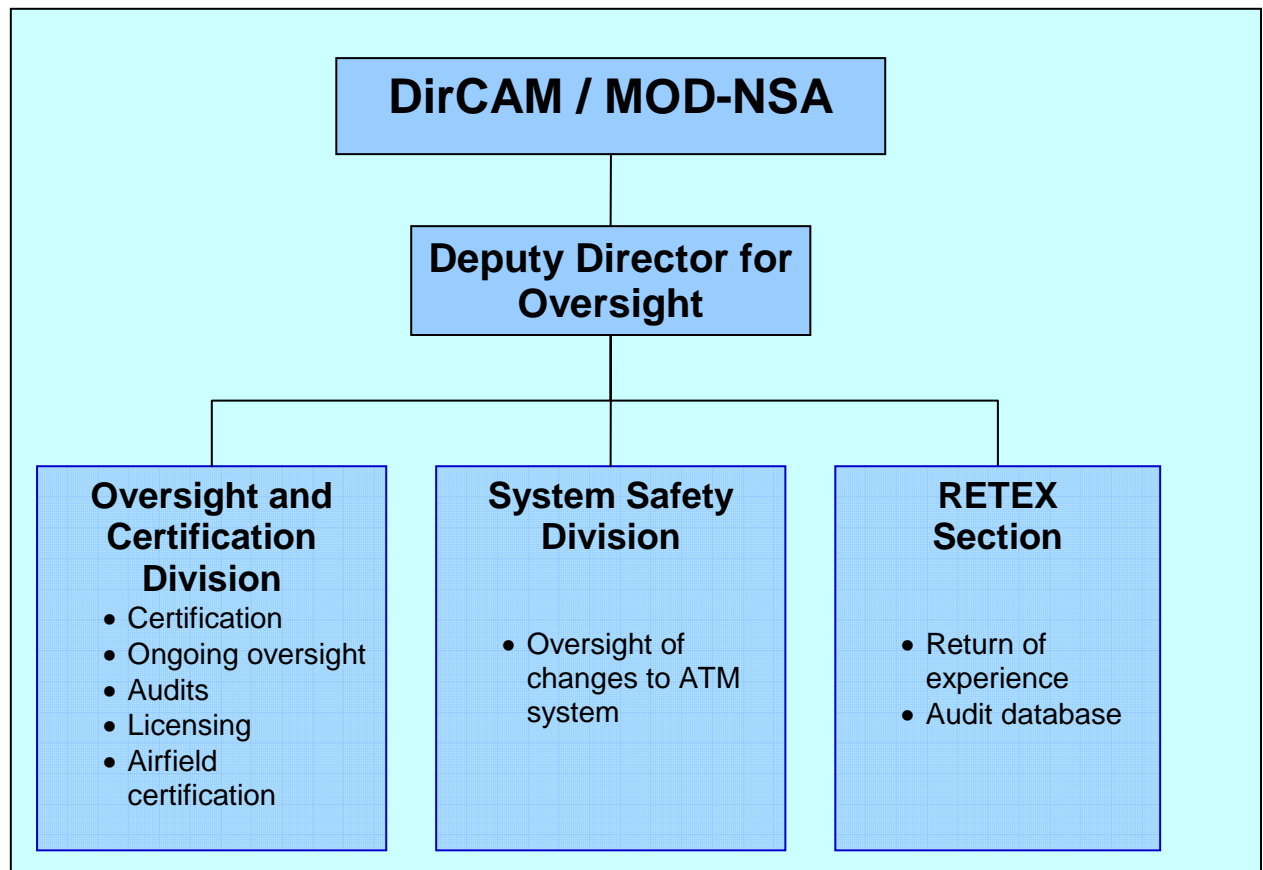 DirCAM / MOD-NSA
Deputy Director for
Oversight
Oversight and
Certification
Division
• Certification
• Ongoing oversight
• Audits
• Licensing
• Airfield
certification
System Safety
Division
• Oversight of
changes to ATM
system
RETEX
Section
• Return of
experience
• Audit database